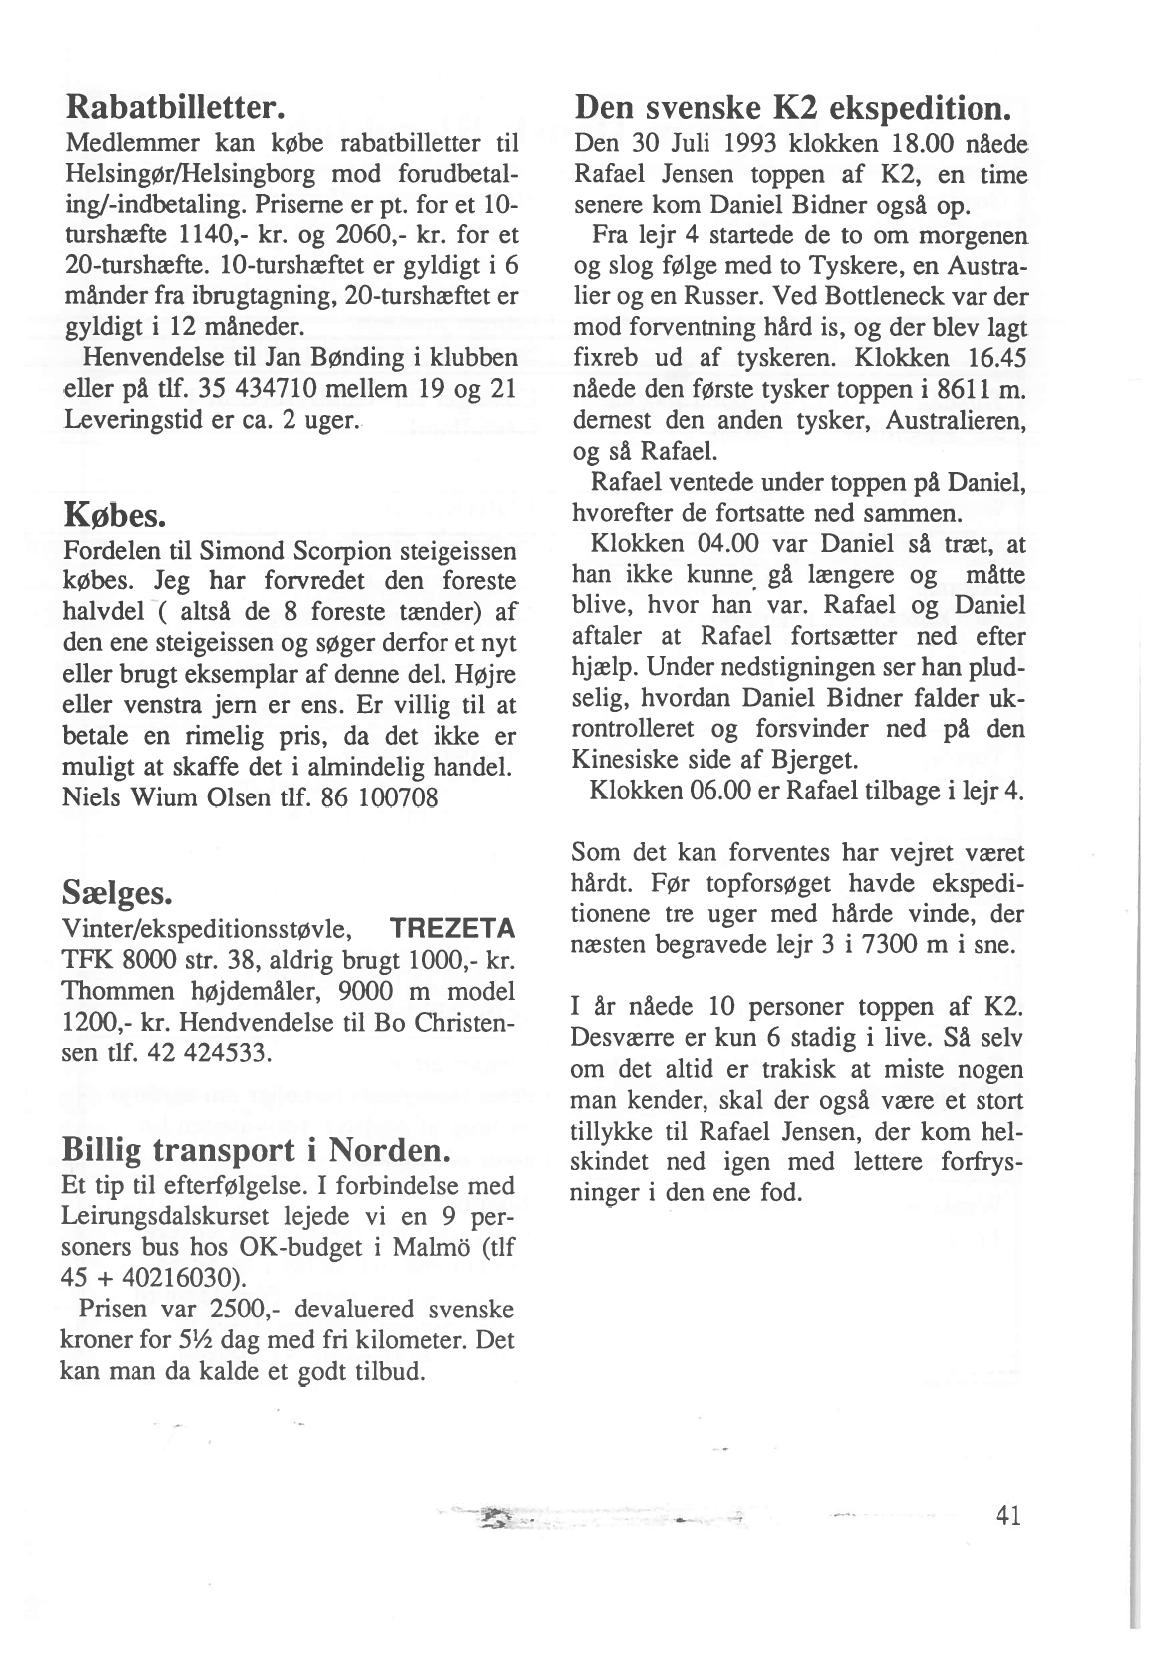 Rabatbilletter.
Medlemmer kan købe rabatbilletter til
Helsingør/Helsingborg mod forudbetal-
ing/-indbetaling. Priserne er pt. for et 10-
turshæfte 1140,- kr. og 2060,- kr. for et
20-turshæfte. 10-turshæftet er gyldigt i 6
månder fra ibrugtagning, 20-turshæftet er
gyldigt i 12 måneder.
Henvendelse til Jan Bønding i klubben
eller på tlf. 35 434710 mellem 19 og 21
Leveringstid er ca. 2 uger.
Købes.
Fordelen til Simond Scorpion steigeissen
købes. Jeg har forvredet den foreste
halvdel ( altså de 8 foreste tænder) af
den ene steigeissen og søger derfor et nyt
eller brugt eksemplar af denne del. Højre
eller venstra jern er ens. Er villig til at
betale en rimelig pris, da det ikke er
muligt at skaffe det i almindelig handel.
Niels Wium Olsen tlf. 86 100708
Sælges.
Vinter/ekspeditionsstøvle, TREZETA
TFK 8000 str. 38, aldrig brugt 1000,- kr.
Thommen højdemåler, 9000 m model
1200,- kr. Hendvendelse til Bo Christen-
sen tlf. 42 424533.
Billig transport i Norden.
Et tip til efterfølgelse. I forbindelse med
Leirungsdalskurset lejede vi en 9 per-
soners bus hos OK-budget i Malmö (tlf
45 + 40216030).
Prisen var 2500,- devaluered svenske
kroner for 5½ dag med fri kilometer. Det
kan man da kalde et godt tilbud.
Den svenske K2 ekspedition.
Den 30 Juli 1993 klokken 18.00 nåede
Rafael Jensen toppen af K2, en time
senere kom Daniel Bidner også op.
Fra lejr 4 startede de to om morgenen
og slog følge med to Tyskere, en Austra-
lier og en Russer. Ved Bottleneck var der
mod forventning hård is, og der blev lagt
fixreb ud af tyskeren. Klokken 16.45
nåede den første tysker toppen i 8611 m.
dernest den anden tysker, Australieren,
og så Rafael.
Rafael ventede under toppen på Daniel,
hvorefter de fortsatte ned sammen.
Klokken 04.00 var Daniel så træt, at
han ikke kunne gå længere og måtte
blive, hvor han var. Rafael og Daniel
aftaler at Rafael fortsætter ned efter
hjælp. Under nedstigningen ser han plud-
selig, hvordan Daniel Bidner falder uk-
rontrolleret og forsvinder ned på den
Kinesiske side af Bjerget.
Klokken 06.00 er Rafael tilbage i lejr 4.
Som det kan forventes har vejret været
hårdt. Før topforsøget havde ekspedi-
tionene tre uger med hårde vinde, der
næsten begravede lejr 3 i 7300 m i sne.
I år nåede 10 personer toppen af K2.
Desværre er kun 6 stadig i live. Så selv
om det altid er trakisk at miste nogen
man kender, skal der også være et stort
tillykke til Rafael Jensen, der kom hel-
skindet ned igen med lettere forfrys-
ninger i den ene fod.
41